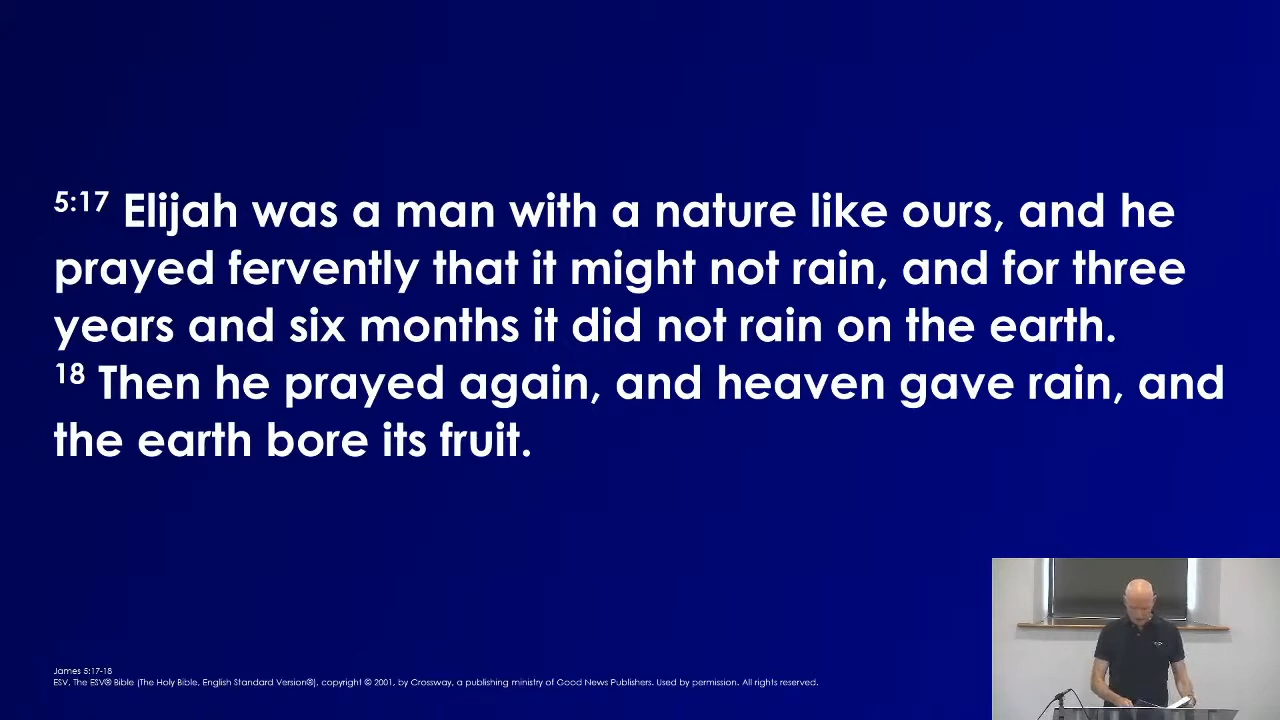 5:17 Elijah was a man with a nature like ours, and he
prayed fervently that it might not rain, and for three
years and six months it did not rain on the earth.
18 Then he prayed again, and heaven gave rain, and
the earth bore its fruit.
James 5:17-18
ESV, The ESV® Bible (The Holy Bible, English Standard Version®), copyright © 2001, by Crossway, a publishing ministry of Good News Publishers. Used by permission. All rights reserved.